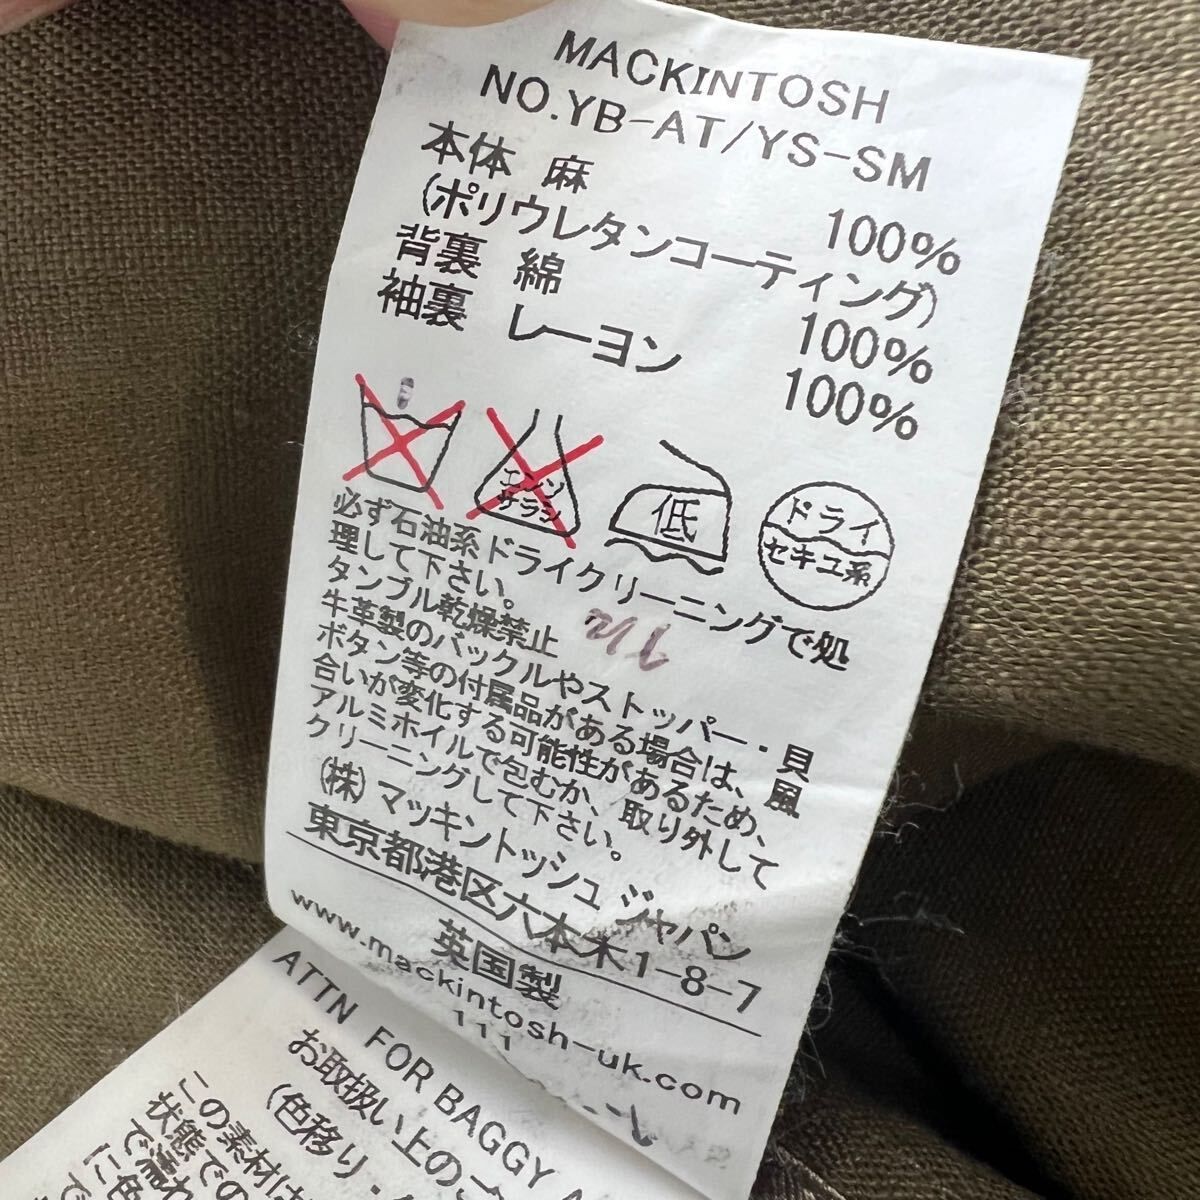 MACKINTOSH
NO.YB-AT/YS-SM
本体 麻 100%
(ポリウレタンコーティング)
背裏 綿 100%
袖裏 レーヨン 100%
エンソ
サラシ
低
ドライ
セキユ系
必ず石油系ドライクリーニングで処
理して下さい。
タンブル乾燥禁止
牛革製のバックルやストッパー・貝
ボタン等の付属品がある場合は、風
合いが変化する可能性があるため、
アルミホイルで包むか、取り外して
クリーニングして下さい。
(株)マッキントッシュ ジャパン
東京都港区六本木1-8-7
英国製
www.mackintosh-uk.com
111
ATTN FOR BAGGY
お取扱い上の
(色移り・
この素材は
状態での
で濡れ